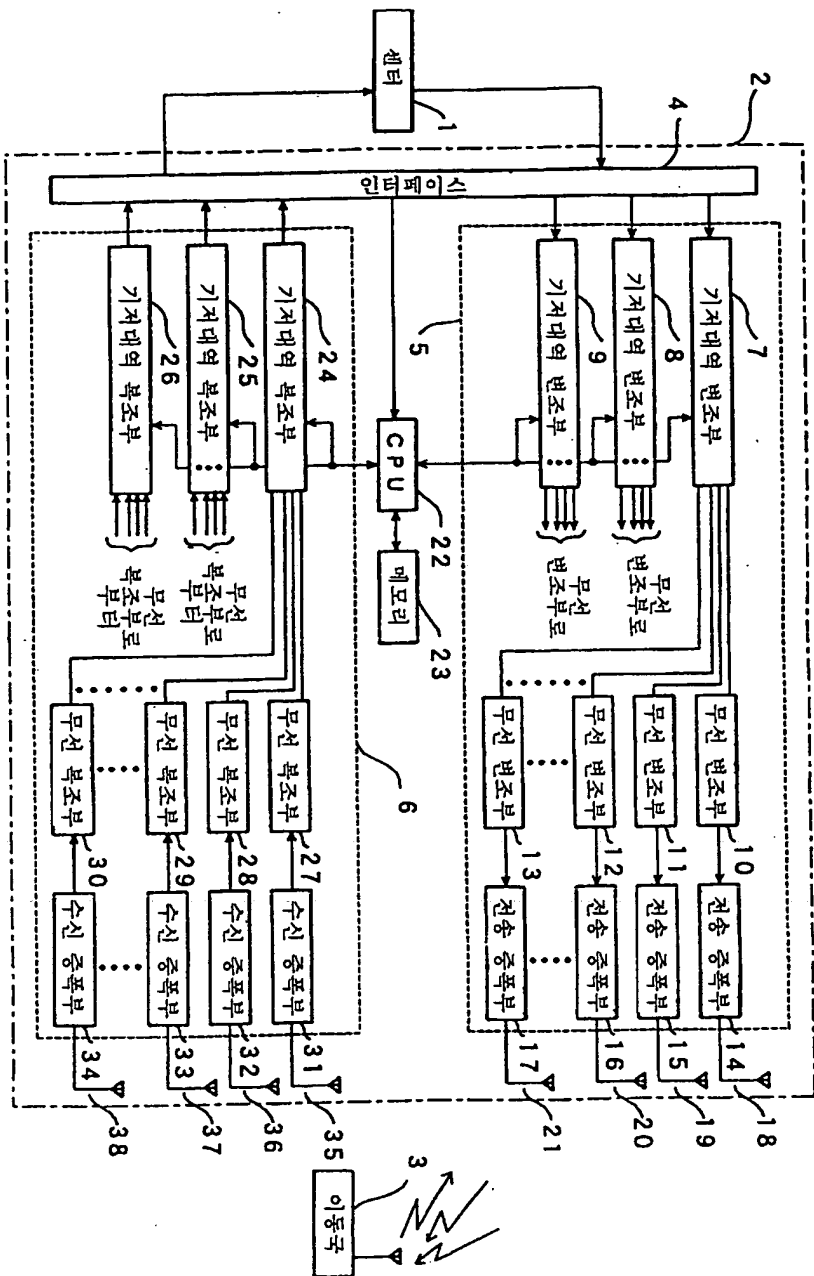 2
센터
1
4
인터페이스
5
기저대역 변조부
7
기저대역 변조부
8
기저대역 변조부
9
무선
변조부로
무선
변조부로
무선 변조부
10
무선 변조부
11
무선 변조부
12
무선 변조부
13
전송 증폭부
14
전송 증폭부
15
전송 증폭부
16
전송 증폭부
17
18
19
20
21
CPU
22
메모리
23
6
기저대역 복조부
24
기저대역 복조부
25
기저대역 복조부
26
무선
복조부로
부터
무선
복조부로
부터
무선 복조부
27
무선 복조부
28
무선 복조부
29
무선 복조부
30
수신 증폭부
31
수신 증폭부
32
수신 증폭부
33
수신 증폭부
34
35
36
37
38
3
이동국